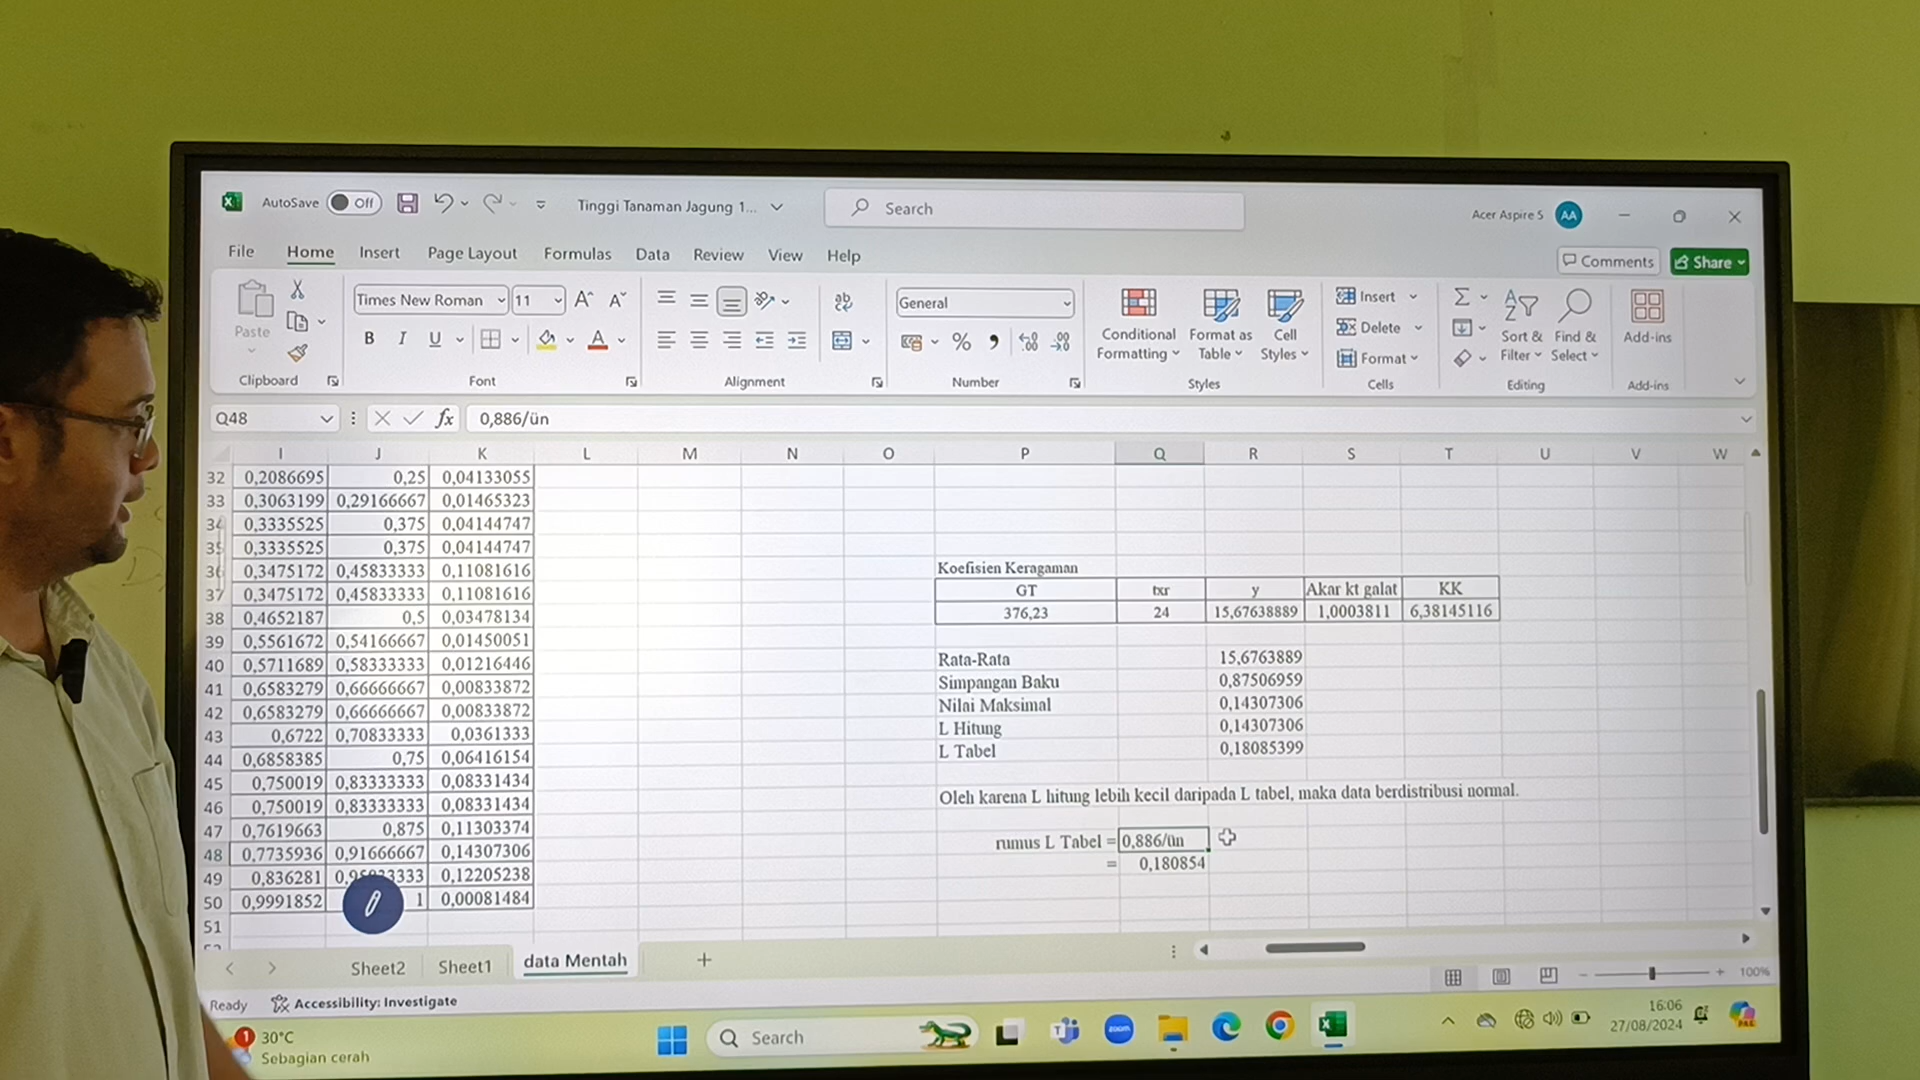 AutoSave Off Tinggi Tanaman Jagung 1... Search Acer Aspire 5 AA
File Home Insert Page Layout Formulas Data Review View Help Comments Share
Paste Times New Roman 11 General Conditional Formatting Format as Table Cell Styles Insert Delete Format Sort & Filter Find & Select Add-ins
B I U
Clipboard Font Alignment Number Styles Cells Editing Add-ins
Q48 fx 0,886/ün
I J K L M N O P Q R S T U V W
32 0,2086695 0,25 0,04133055
33 0,3063199 0,29166667 0,01465323
34 0,3335525 0,375 0,04144747
35 0,3335525 0,375 0,04144747
36 0,3475172 0,45833333 0,11081616 Koefisien Keragaman
37 0,3475172 0,45833333 0,11081616 GT txr y Akar kt galat KK
38 0,4652187 0,5 0,03478134 376,23 24 15,67638889 1,0003811 6,38145116
39 0,5561672 0,54166667 0,01450051
40 0,5711689 0,58333333 0,01216446 Rata-Rata 15,6763889
41 0,6583279 0,66666667 0,00833872 Simpangan Baku 0,87506959
42 0,6583279 0,66666667 0,00833872 Nilai Maksimal 0,14307306
43 0,6722 0,70833333 0,0361333 L Hitung 0,14307306
44 0,6858385 0,75 0,06416154 L Tabel 0,18085399
45 0,750019 0,83333333 0,08331434
46 0,750019 0,83333333 0,08331434 Oleh karena L hitung lebih kecil daripada L tabel, maka data berdistribusi normal.
47 0,7619663 0,875 0,11303374
48 0,7735936 0,91666667 0,14307306 rumus L Tabel = 0,886/ün
49 0,836281 0,12205238 = 0,180854
50 0,9991852 1 0,00081484
51
Sheet2 Sheet1 data Mentah +
Ready Accessibility: Investigate 100%
1 30°C Search zoom 16:06
Sebagian cerah 27/08/2024